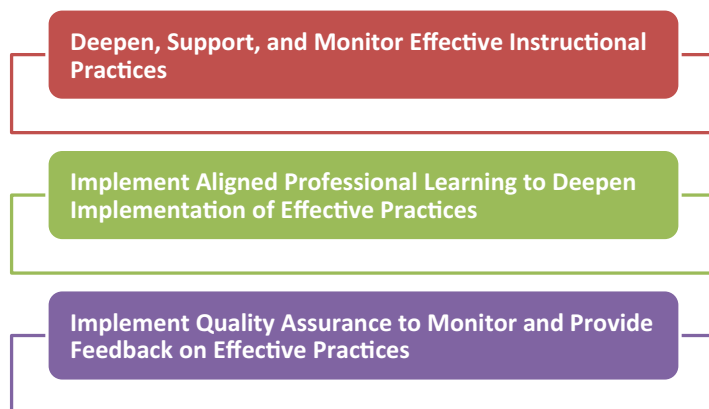 Deepen, Support, and Monitor Effective Instructional
Practices
Implement Aligned Professional Learning to Deepen
Implementation of Effective Practices
Implement Quality Assurance to Monitor and Provide
Feedback on Effective Practices